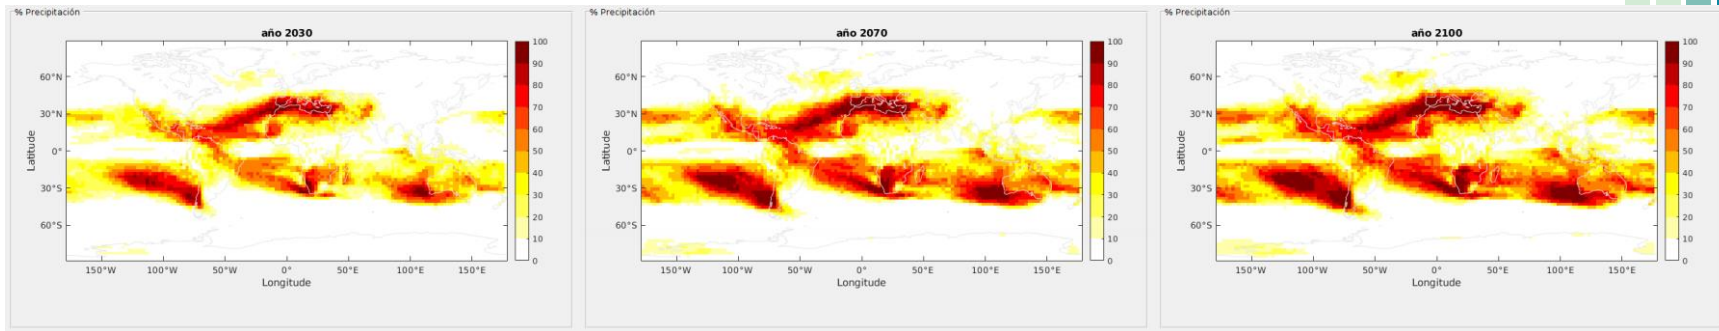 % Precipitación
año 2030
60°N
30°N
0°
30°S
60°S
Latitude
150°W
100°W
50°W
0°
50°E
100°E
150°E
Longitude
100
90
80
70
60
50
40
30
20
10
0
% Precipitación
año 2070
60°N
30°N
0°
30°S
60°S
Latitude
150°W
100°W
50°W
0°
50°E
100°E
150°E
Longitude
100
90
80
70
60
50
40
30
20
10
0
% Precipitación
año 2100
60°N
30°N
0°
30°S
60°S
Latitude
150°W
100°W
50°W
0°
50°E
100°E
150°E
Longitude
100
90
80
70
60
50
40
30
20
10
0